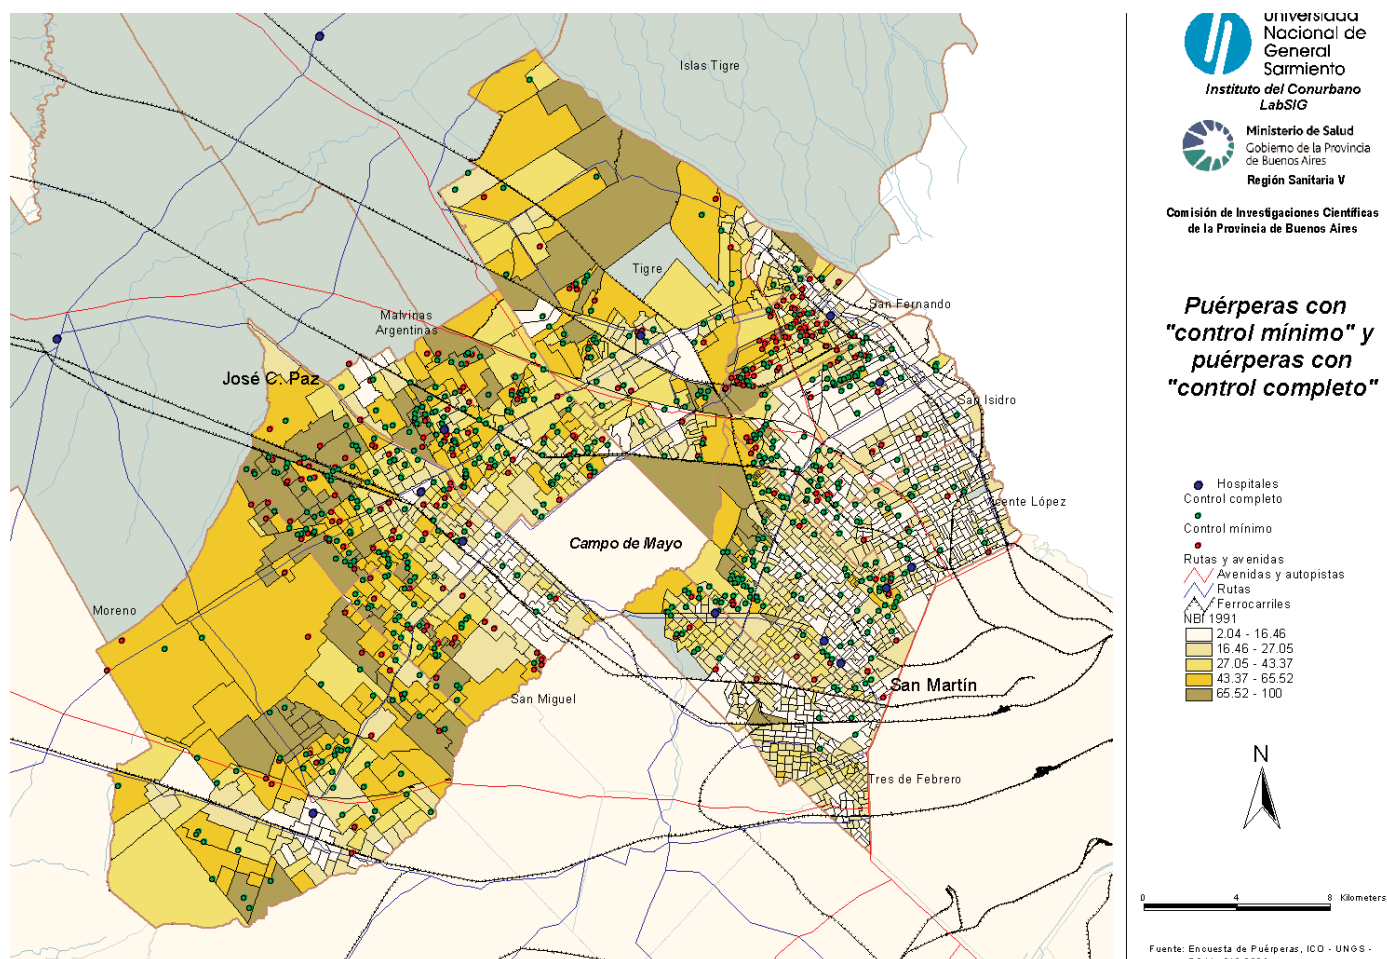 Islas Tigre
Tigre
San Fernando
Malvinas
Argentinas
José C. Paz
San Isidro
Vicente López
Campo de Mayo
Moreno
San Miguel
San Martín
Tres de Febrero
Universidad
Nacional de
General
Sarmiento
Instituto del Conurbano
LabSIG
Ministerio de Salud
Gobierno de la Provincia
de Buenos Aires
Región Sanitaria V
Comisión de Investigaciones Científicas
de la Provincia de Buenos Aires
Puérperas con
"control mínimo" y
puérperas con
"control completo"
Hospitales
Control completo
Control mínimo
Rutas y avenidas
Avenidas y autopistas
Rutas
Ferrocarriles
NBI 1991
2.04 - 16.46
16.46 - 27.05
27.05 - 43.37
43.37 - 65.52
65.52 - 100
N
0 4 8 Kilometers
Fuente: Encuesta de Puérperas, ICO - UNGS -